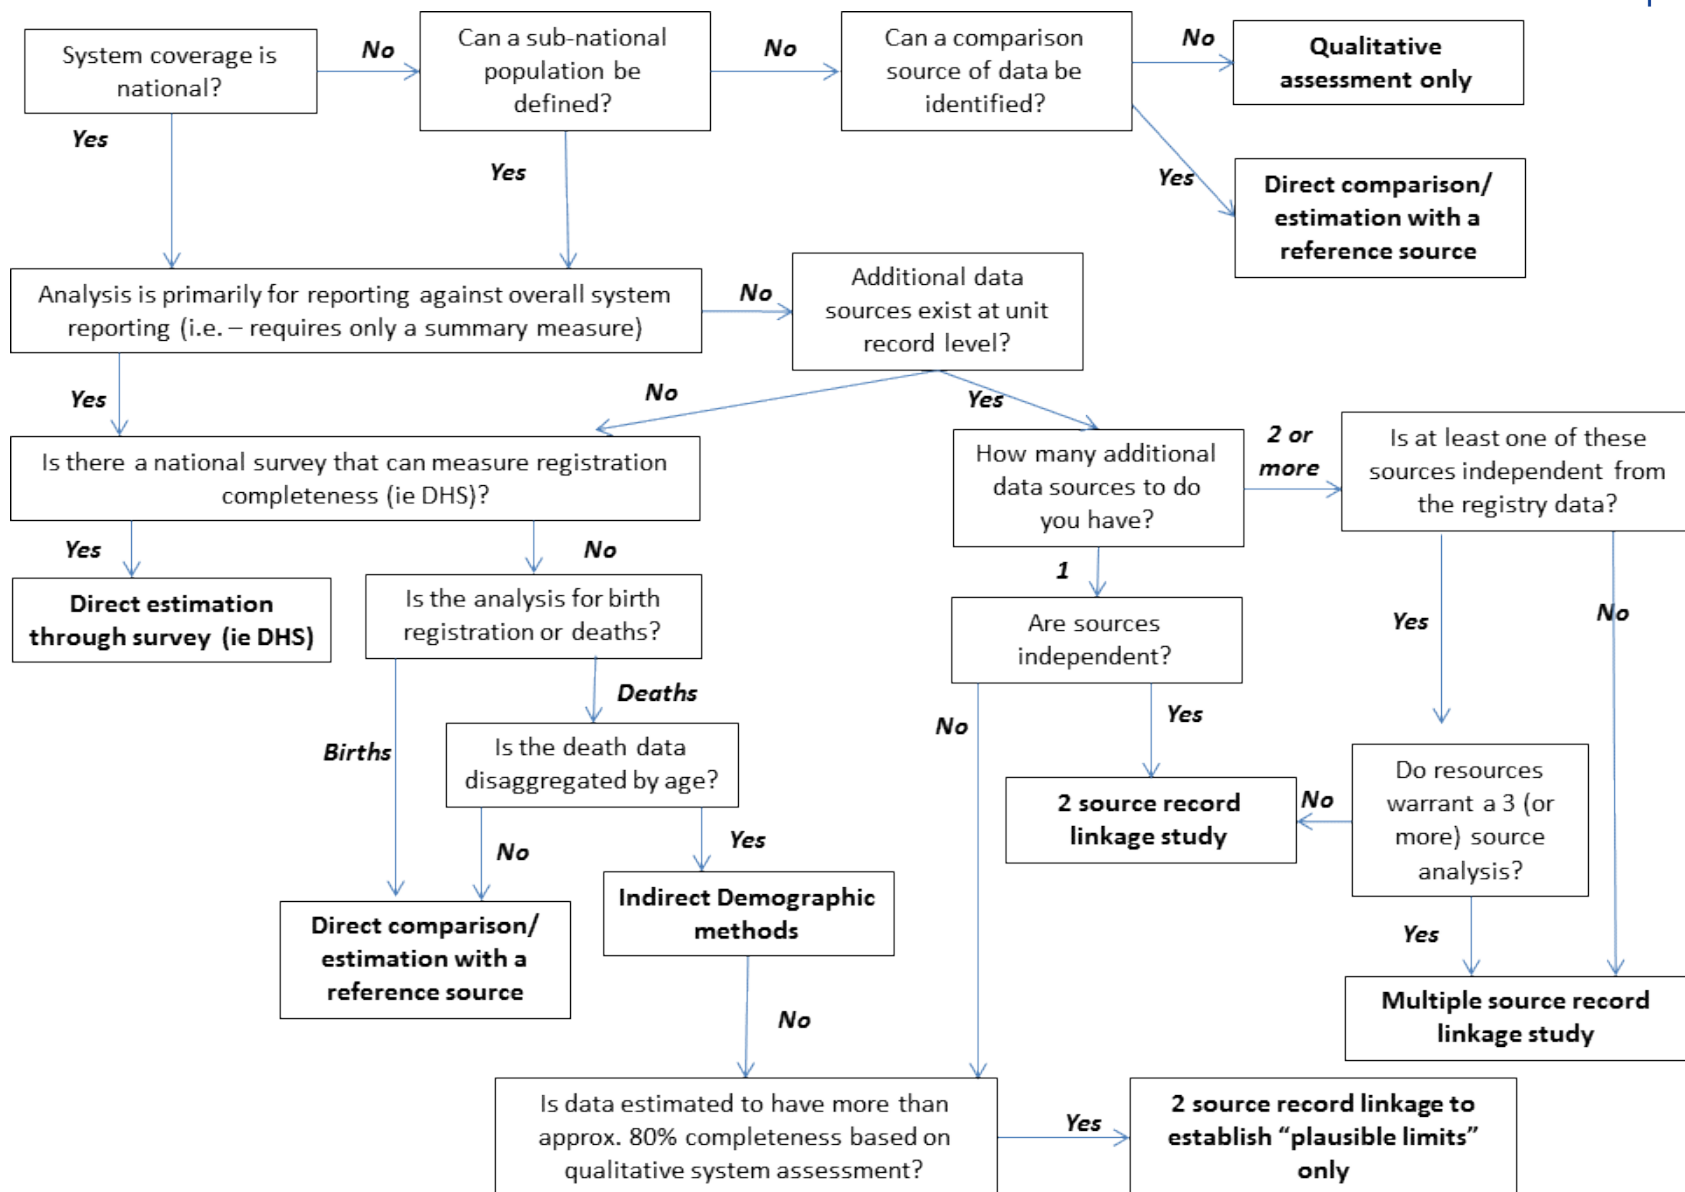 System coverage is
national?
No
Can a sub-national
population be
defined?
No
Can a comparison
source of data be
identified?
No
Qualitative
assessment only
Yes
Yes
Yes
Direct comparison/
estimation with a
reference source
Analysis is primarily for reporting against overall system
reporting (i.e. – requires only a summary measure)
No
Additional data
sources exist at unit
record level?
Yes
No
Yes
Is there a national survey that can measure registration
completeness (ie DHS)?
How many additional
data sources to do
you have?
2 or
more
Is at least one of these
sources independent from
the registry data?
Yes
No
1
Yes
No
Direct estimation
through survey (ie DHS)
Is the analysis for birth
registration or deaths?
Are sources
independent?
Births
Deaths
No
Yes
Is the death data
disaggregated by age?
2 source record
linkage study
No
Do resources
warrant a 3 (or
more) source
analysis?
No
Yes
Yes
Direct comparison/
estimation with a
reference source
Indirect Demographic
methods
Multiple source record
linkage study
No
Is data estimated to have more than
approx. 80% completeness based on
qualitative system assessment?
Yes
2 source record linkage to
establish “plausible limits”
only